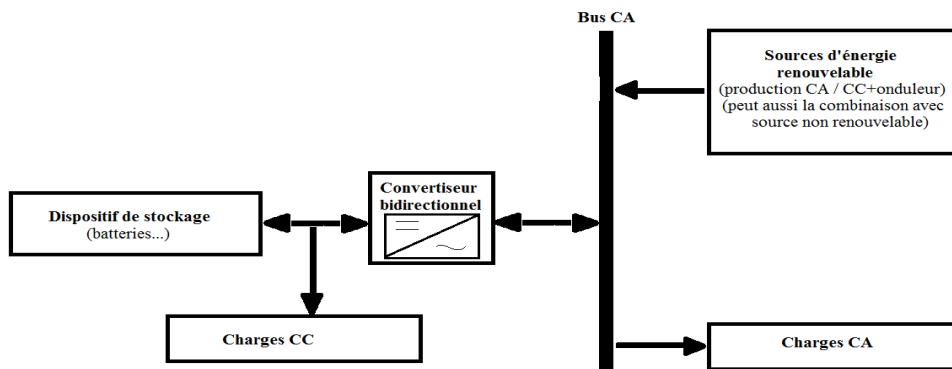 Bus CA
Sources d'énergie
renouvelable
(production CA / CC+onduleur)
(peut aussi la combinaison avec
source non renouvelable)
Convertiseur
bidirectionnel
Dispositif de stockage
(batteries...)
Charges CC
Charges CA